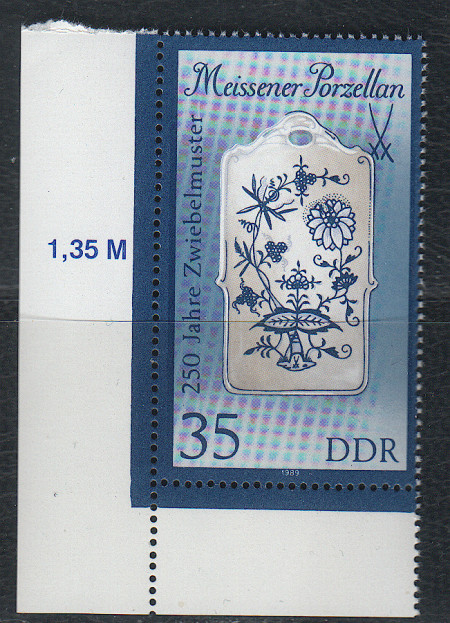 Meissener Porzellan
250 Jahre Zwiebelmuster
1,35 M
35
DDR
1989